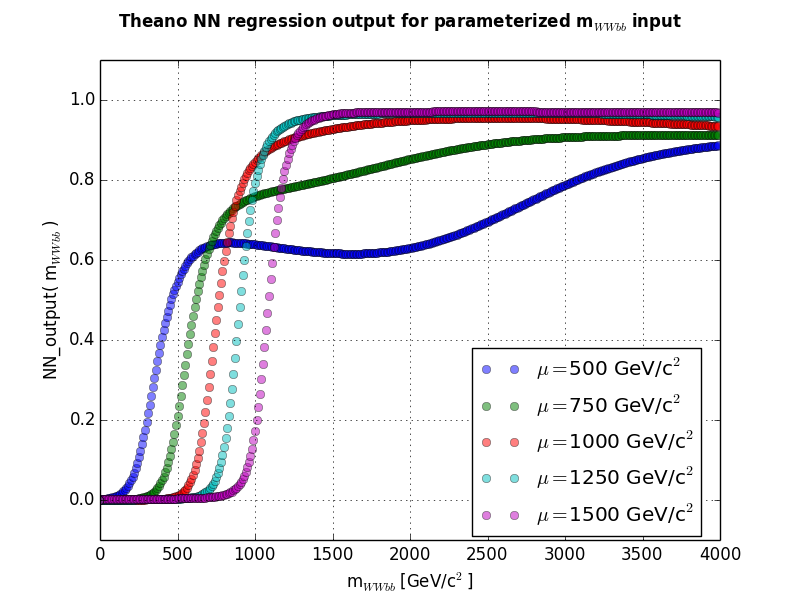 Theano NN regression output for parameterized m_WWbb input
NN_output( m_WWbb )
1.0
0.8
0.6
0.4
0.2
0.0
μ=500 GeV/c²
μ=750 GeV/c²
μ=1000 GeV/c²
μ=1250 GeV/c²
μ=1500 GeV/c²
0 500 1000 1500 2000 2500 3000 3500 4000
m_WWbb [GeV/c² ]